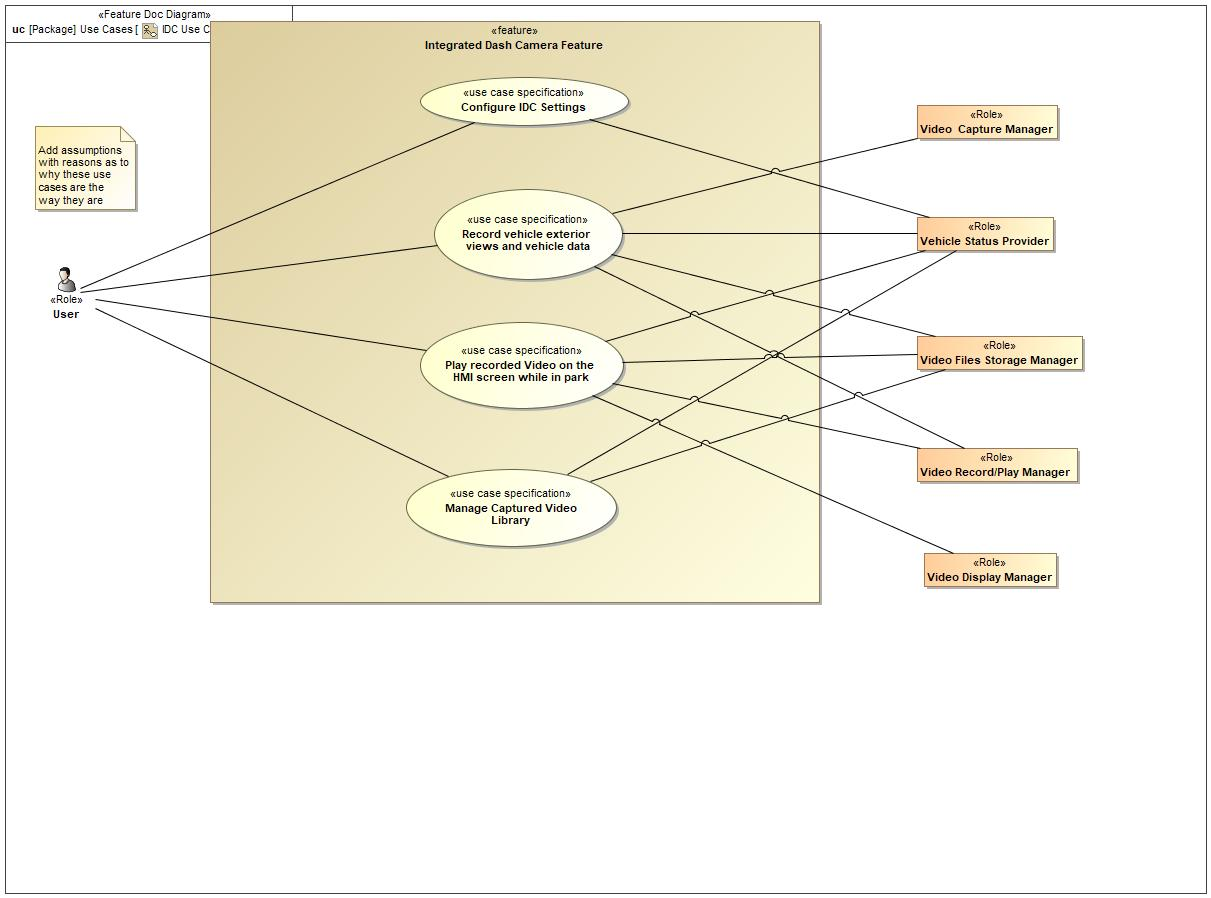 «Feature Doc Diagram»
uc [Package] Use Cases [ IDC Use C
«feature»
Integrated Dash Camera Feature
«use case specification»
Configure IDC Settings
«Role»
Video Capture Manager
Add assumptions
with reasons as to
why these use
cases are the
way they are
«use case specification»
Record vehicle exterior
views and vehicle data
«Role»
Vehicle Status Provider
«Role»
User
«use case specification»
Play recorded Video on the
HMI screen while in park
«Role»
Video Files Storage Manager
«Role»
Video Record/Play Manager
«use case specification»
Manage Captured Video
Library
«Role»
Video Display Manager